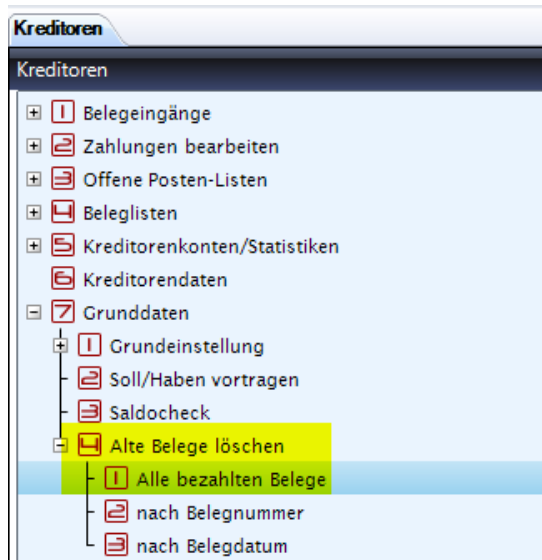 Kreditoren
Kreditoren
1 Belegeingänge
2 Zahlungen bearbeiten
3 Offene Posten-Listen
4 Beleglisten
5 Kreditorenkonten/Statistiken
6 Kreditorendaten
7 Grunddaten
1 Grundeinstellung
2 Soll/Haben vortragen
3 Saldocheck
4 Alte Belege löschen
1 Alle bezahlten Belege
2 nach Belegnummer
3 nach Belegdatum